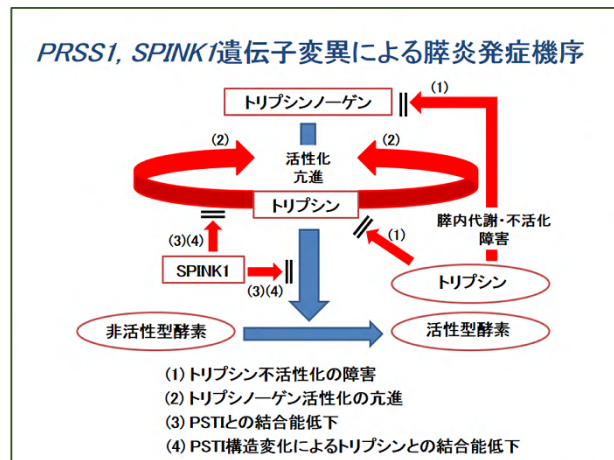 PRSS1, SPINK1遺伝子変異による膵炎発症機序
トリプシンノーゲン
(1)
(2)
活性化
亢進
(2)
トリプシン
膵内代謝・不活化
障害
(3)(4)
(1)
SPINK1
(3)(4)
トリプシン
非活性型酵素
活性型酵素
(1) トリプシン不活性化の障害
(2) トリプシノーゲン活性化の亢進
(3) PSTIとの結合能低下
(4) PSTI構造変化によるトリプシンとの結合能低下